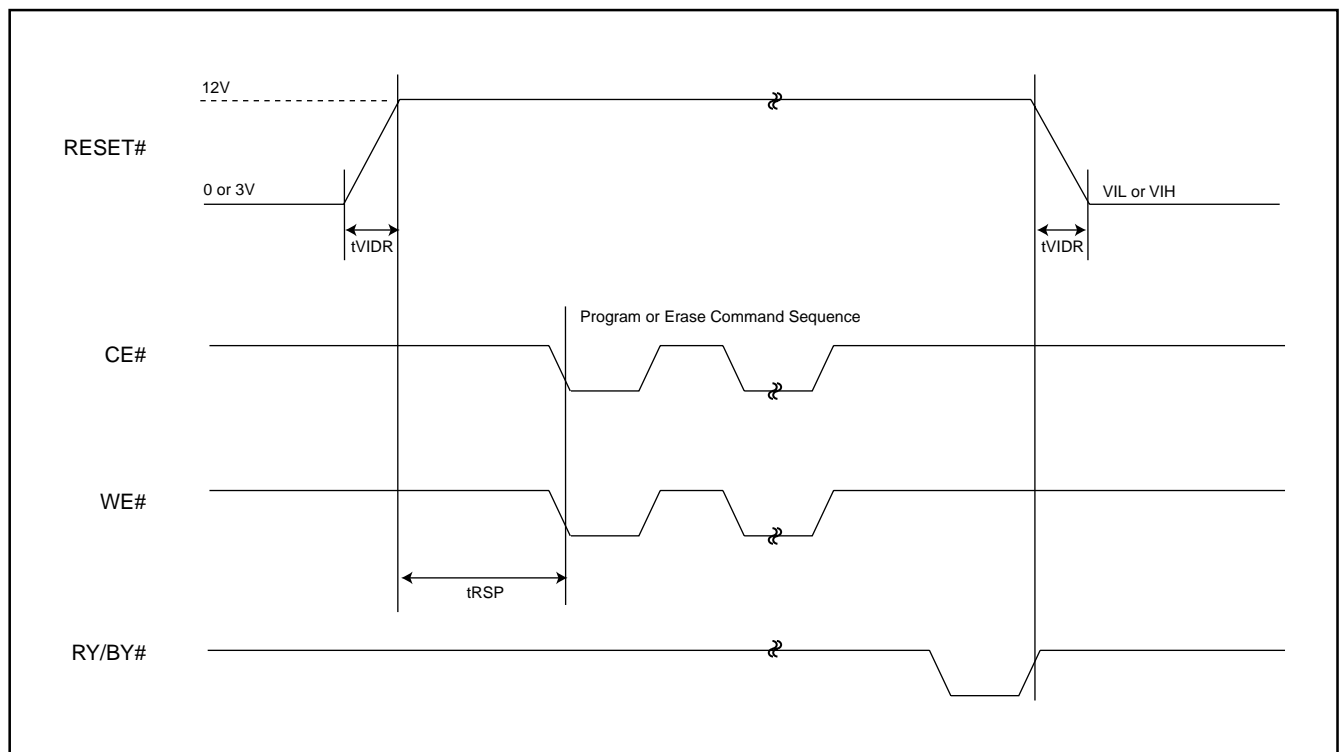 12V
RESET#
0 or 3V
VIL or VIH
tVIDR
tVIDR
Program or Erase Command Sequence
CE#
WE#
tRSP
RY/BY#